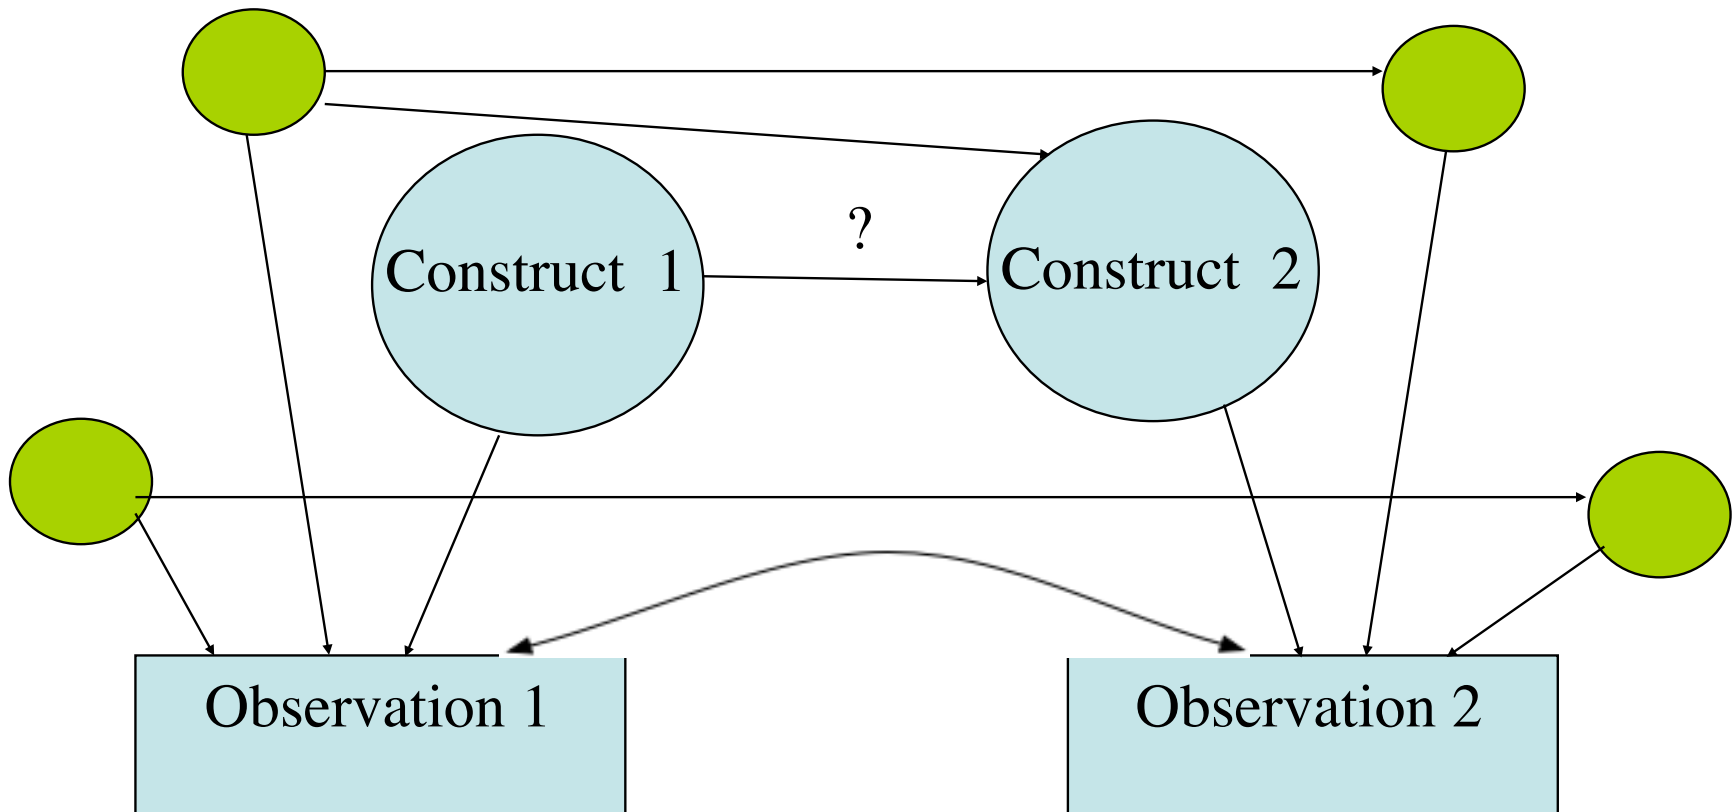 ?
Construct 1
Construct 2
Observation 1
Observation 2